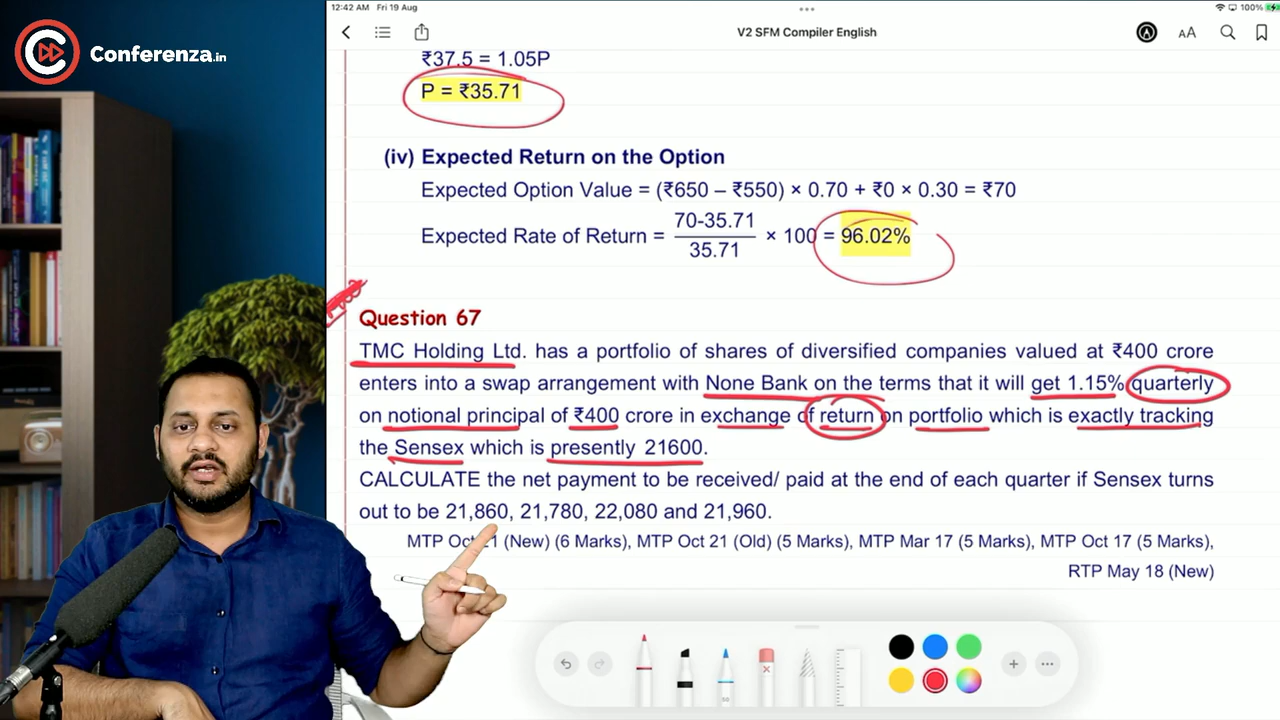 12:42 AM Fri 19 Aug
100%
Conferenza.in
V2 SFM Compiler English
AA
₹37.5 = 1.05P
P = ₹35.71
(iv) Expected Return on the Option
Expected Option Value = (₹650 – ₹550) × 0.70 + ₹0 × 0.30 = ₹70
Expected Rate of Return = 70-35.71 / 35.71 × 100 = 96.02%
Question 67
TMC Holding Ltd. has a portfolio of shares of diversified companies valued at ₹400 crore
enters into a swap arrangement with None Bank on the terms that it will get 1.15% quarterly
on notional principal of ₹400 crore in exchange of return on portfolio which is exactly tracking
the Sensex which is presently 21600.
CALCULATE the net payment to be received/ paid at the end of each quarter if Sensex turns
out to be 21,860, 21,780, 22,080 and 21,960.
MTP Oct 21 (New) (6 Marks), MTP Oct 21 (Old) (5 Marks), MTP Mar 17 (5 Marks), MTP Oct 17 (5 Marks),
RTP May 18 (New)